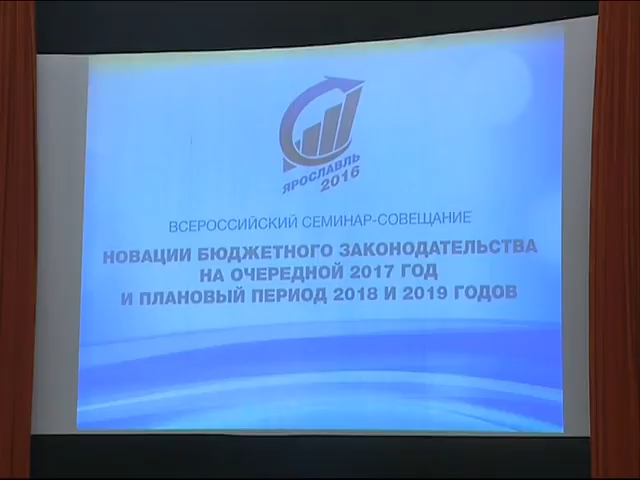 ЯРОСЛАВЛЬ
2016
ВСЕРОССИЙСКИЙ СЕМИНАР-СОВЕЩАНИЕ
НОВАЦИИ БЮДЖЕТНОГО ЗАКОНОДАТЕЛЬСТВА
НА ОЧЕРЕДНОЙ 2017 ГОД
И ПЛАНОВЫЙ ПЕРИОД 2018 И 2019 ГОДОВ